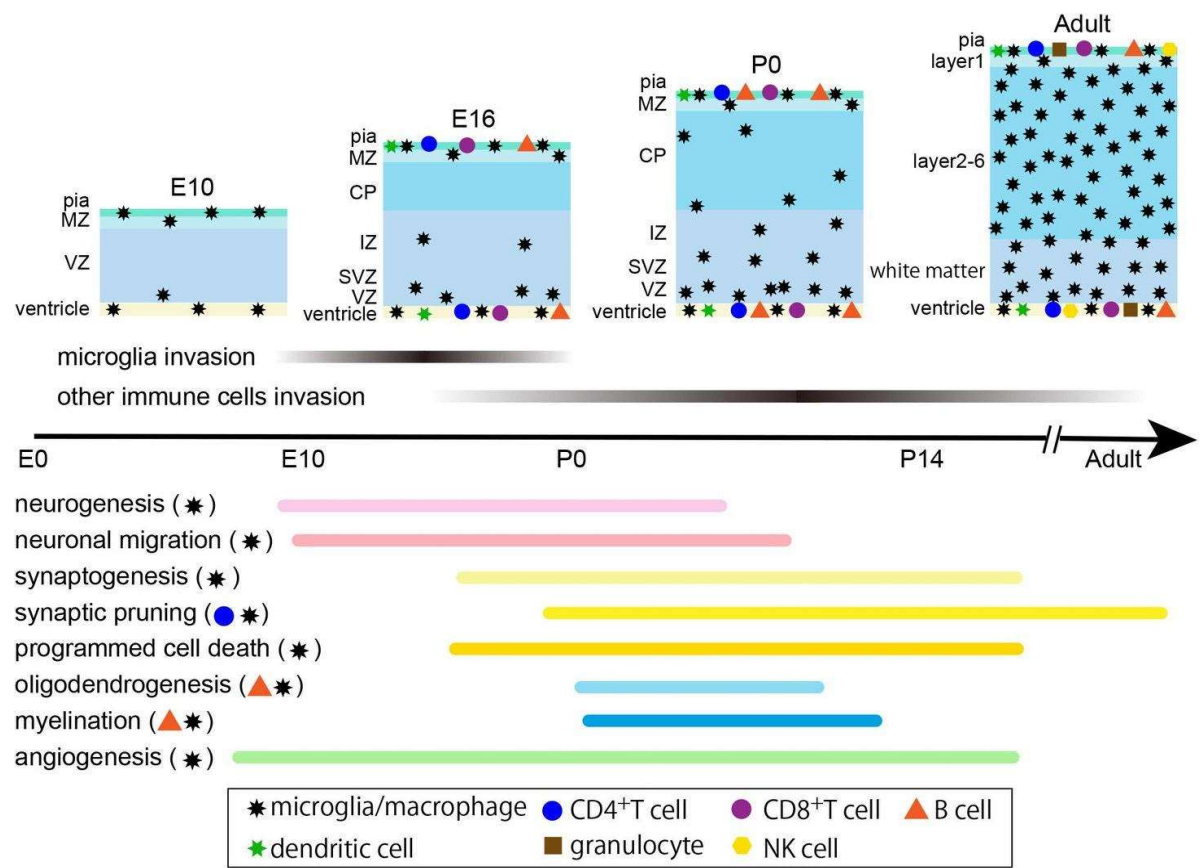 E10
pia
MZ
VZ
ventricle
E16
pia
MZ
CP
IZ
SVZ
VZ
ventricle
P0
pia
MZ
CP
IZ
SVZ
VZ
ventricle
Adult
pia
layer1
layer2-6
white matter
ventricle
microglia invasion
other immune cells invasion
E0 E10 P0 P14 Adult
neurogenesis ( )
neuronal migration ( )
synaptogenesis ( )
synaptic pruning ( )
programmed cell death ( )
oligodendrogenesis ( )
myelination ( )
angiogenesis ( )
microglia/macrophage CD4⁺T cell CD8⁺T cell B cell
dendritic cell granulocyte NK cell